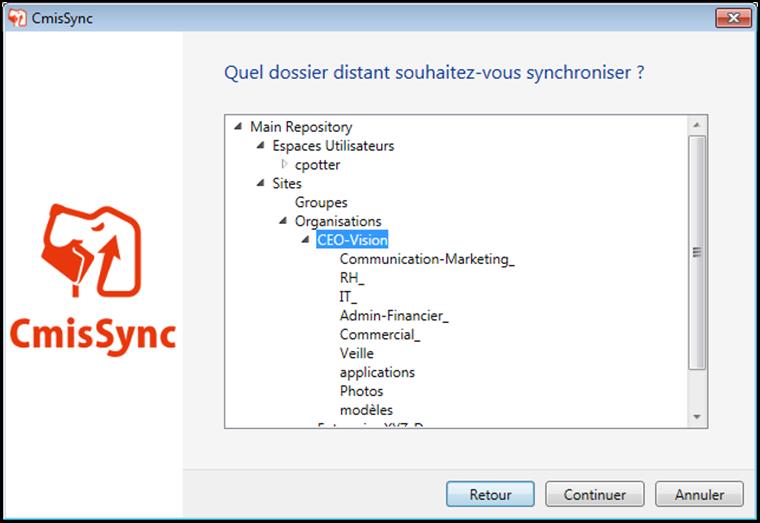 CmisSync
Quel dossier distant souhaitez-vous synchroniser ?
Main Repository
Espaces Utilisateurs
cpotter
Sites
Groupes
Organisations
CEO-Vision
Communication-Marketing_
RH_
IT_
Admin-Financier_
Commercial_
Veille
applications
Photos
modèles
CmisSync
Retour
Continuer
Annuler